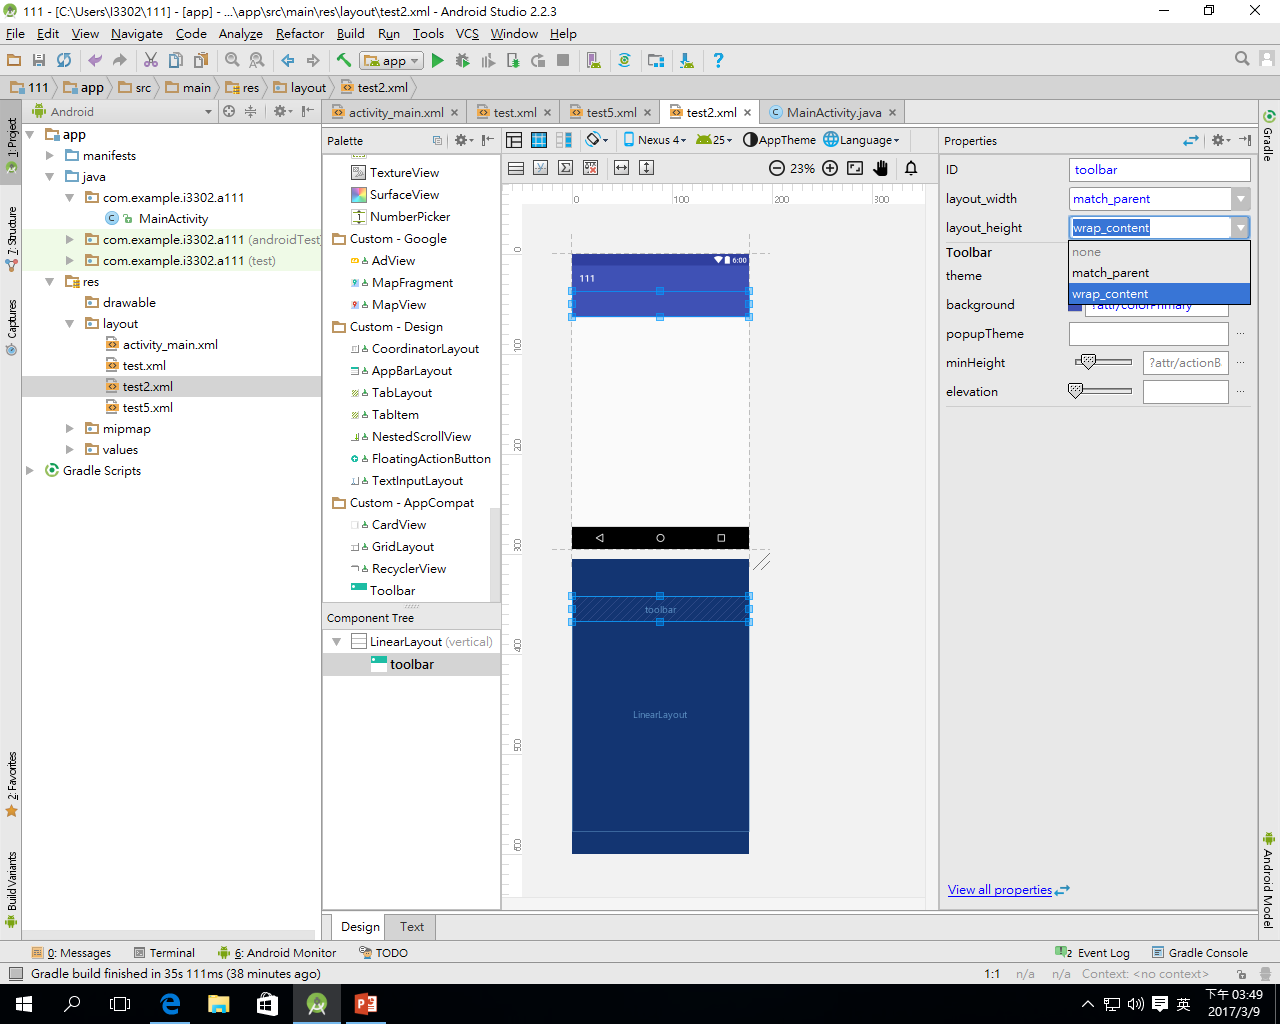 111 - [C:\Users\I3302\111] - [app] - ...\app\src\main\res\layout\test2.xml - Android Studio 2.2.3
File Edit View Navigate Code Analyze Refactor Build Run Tools VCS Window Help
app
111 app src main res layout test2.xml
1: Project
7: Structure
Captures
2: Favorites
Build Variants
Android
app
manifests
java
com.example.i3302.a111
MainActivity
com.example.i3302.a111 (androidTest
com.example.i3302.a111 (test)
res
drawable
layout
activity_main.xml
test.xml
test2.xml
test5.xml
mipmap
values
Gradle Scripts
activity_main.xml test.xml test5.xml test2.xml MainActivity.java
Palette
TextureView
SurfaceView
NumberPicker
Custom - Google
AdView
MapFragment
MapView
Custom - Design
CoordinatorLayout
AppBarLayout
TabLayout
TabItem
NestedScrollView
FloatingActionButton
TextInputLayout
Custom - AppCompat
CardView
GridLayout
RecyclerView
Toolbar
Component Tree
LinearLayout (vertical)
toolbar
Nexus 4 25 AppTheme Language
23%
0 100 200 300
0
100
200
300
400
500
600
6:00
111
toolbar
LinearLayout
Properties
ID toolbar
layout_width match_parent
layout_height wrap_content
none
match_parent
wrap_content
Toolbar
theme
background ?attr/colorPrimary
popupTheme
minHeight ?attr/actionB
elevation
View all properties
Gradle
Android Model
Design Text
0: Messages Terminal 6: Android Monitor TODO
2 Event Log Gradle Console
Gradle build finished in 35s 111ms (38 minutes ago)
1:1 n/a n/a Context: <no context>
英
下午 03:49
2017/3/9